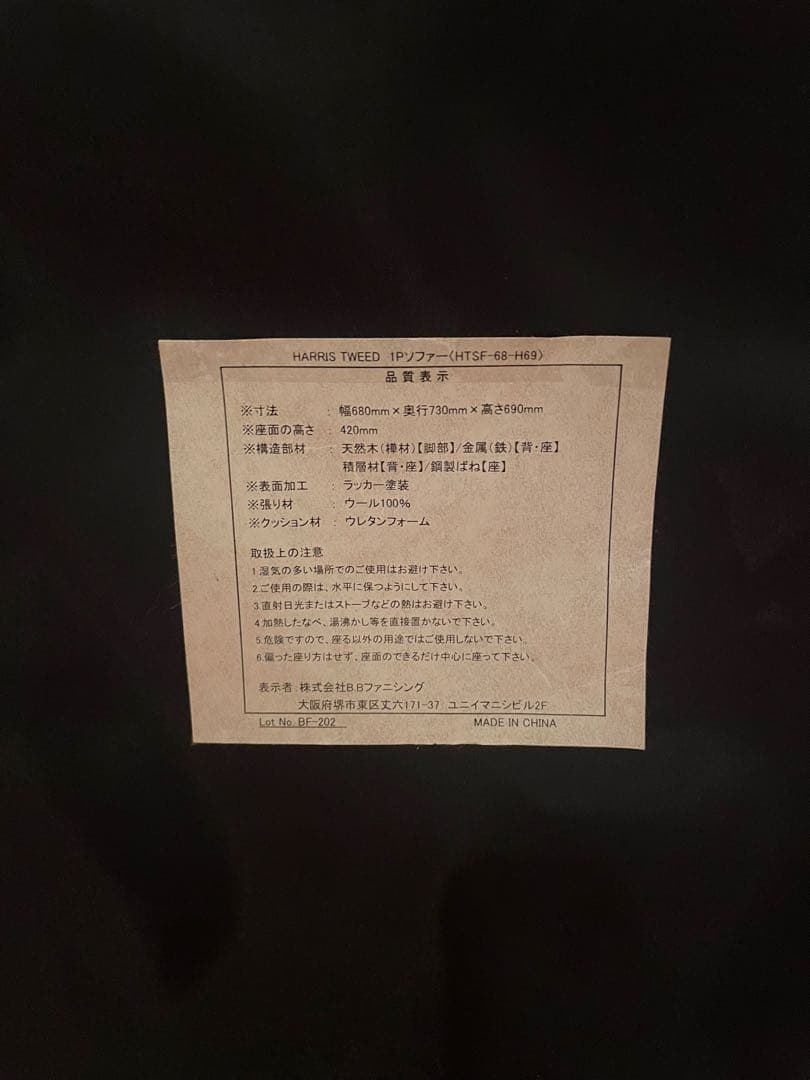 HARRIS TWEED 1Pソファー(HTSF-68-H69)
品質表示
※寸法 : 幅680mm×奥行730mm×高さ690mm
※座面の高さ : 420mm
※構造部材 : 天然木(樺材)【脚部】/金属(鉄)【背・座】
積層材【背・座】/鋼製ばね【座】
※表面加工 : ラッカー塗装
※張り材 : ウール100%
※クッション材 : ウレタンフォーム
取扱上の注意
1.湿気の多い場所でのご使用はお避け下さい。
2.ご使用の際は、水平に保つようにして下さい。
3.直射日光またはストーブなどの熱はお避け下さい。
4.加熱したなべ、湯沸かし等を直接置かないで下さい。
5.危険ですので、座る以外の用途ではご使用しないで下さい。
6.偏った座り方はせず、座面のできるだけ中心に座って下さい。
表示者:株式会社B.Bファニシング
大阪府堺市東区丈六171-37 ユニイマニシビル2F
Lot No. BF-202 MADE IN CHINA